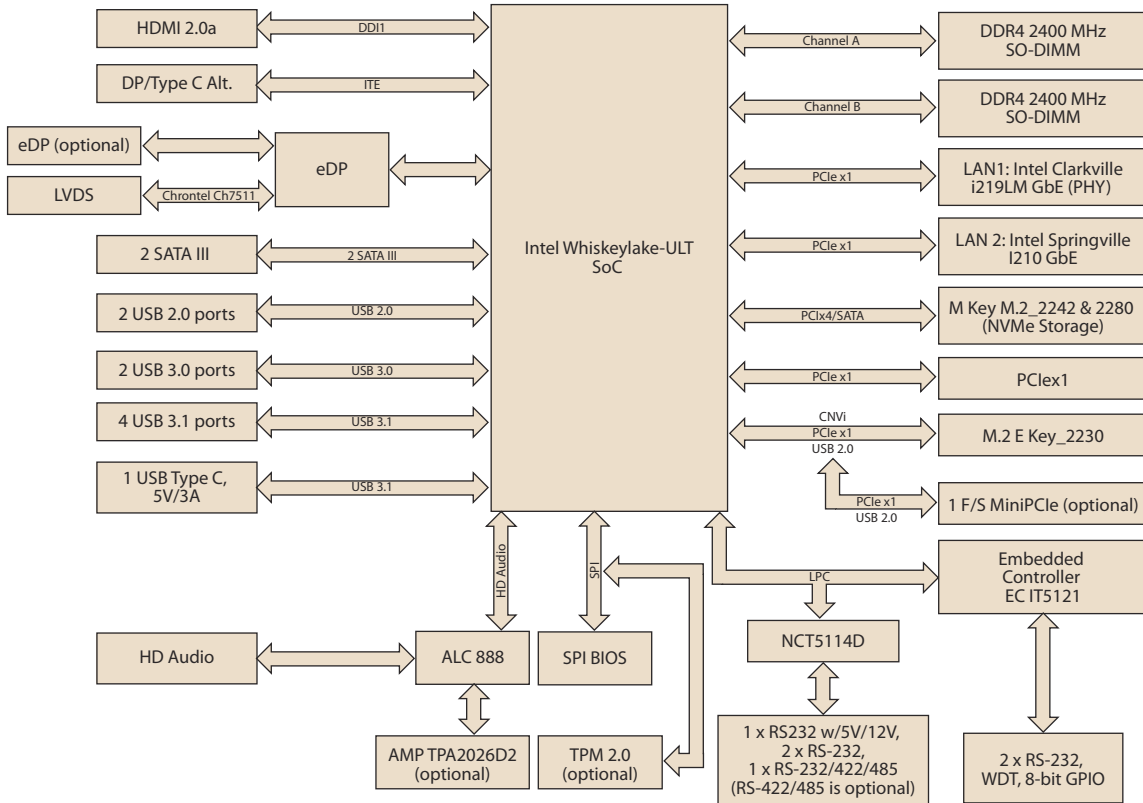 HDMI 2.0a
DDI1
DP/Type C Alt.
ITE
eDP (optional)
LVDS
Chrontel Ch7511
eDP
2 SATA III
2 SATA III
2 USB 2.0 ports
USB 2.0
2 USB 3.0 ports
USB 3.0
4 USB 3.1 ports
USB 3.1
1 USB Type C,
5V/3A
USB 3.1
Intel Whiskeylake-ULT
SoC
Channel A
DDR4 2400 MHz
SO-DIMM
Channel B
DDR4 2400 MHz
SO-DIMM
PCIe x1
LAN1: Intel Clarkville
i219LM GbE (PHY)
PCIe x1
LAN 2: Intel Springville
I210 GbE
PCIx4/SATA
M Key M.2_2242 & 2280
(NVMe Storage)
PCIe x1
PCIex1
CNVi
PCIe x1
USB 2.0
M.2 E Key_2230
PCIe x1
USB 2.0
1 F/S MiniPCIe (optional)
HD Audio
SPI
LPC
Embedded
Controller
EC IT5121
HD Audio
ALC 888
SPI BIOS
NCT5114D
AMP TPA2026D2
(optional)
TPM 2.0
(optional)
1 x RS232 w/5V/12V,
2 x RS-232,
1 x RS-232/422/485
(RS-422/485 is optional)
2 x RS-232,
WDT, 8-bit GPIO